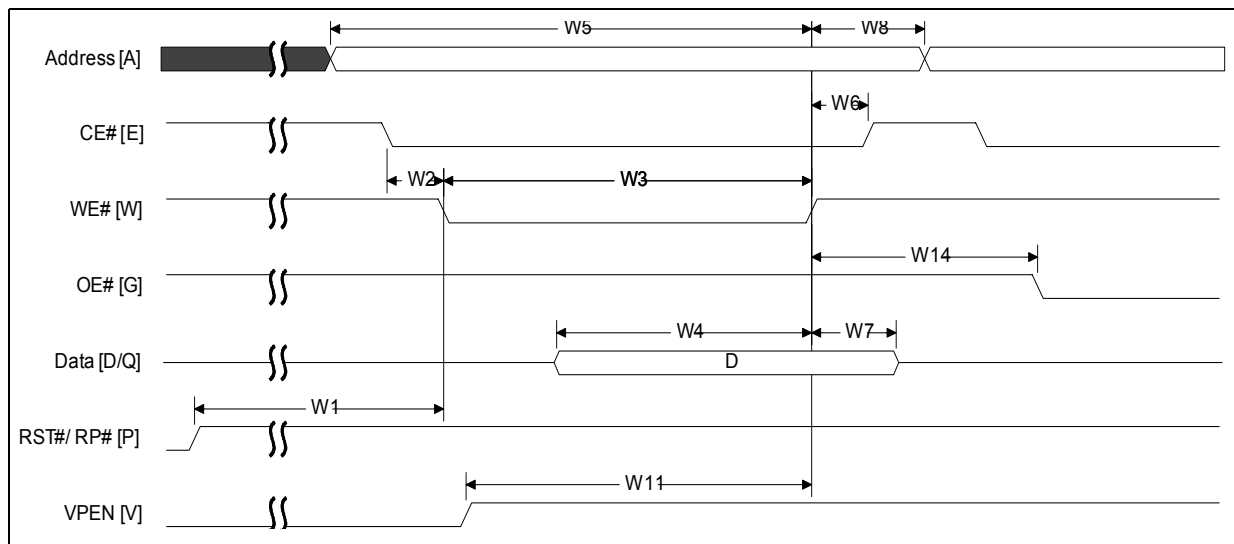 W5
W8
Address [A]
W6
CE# [E]
W2
W3
WE# [W]
W14
OE# [G]
W4
W7
Data [D/Q]
D
W1
RST#/ RP# [P]
W11
VPEN [V]